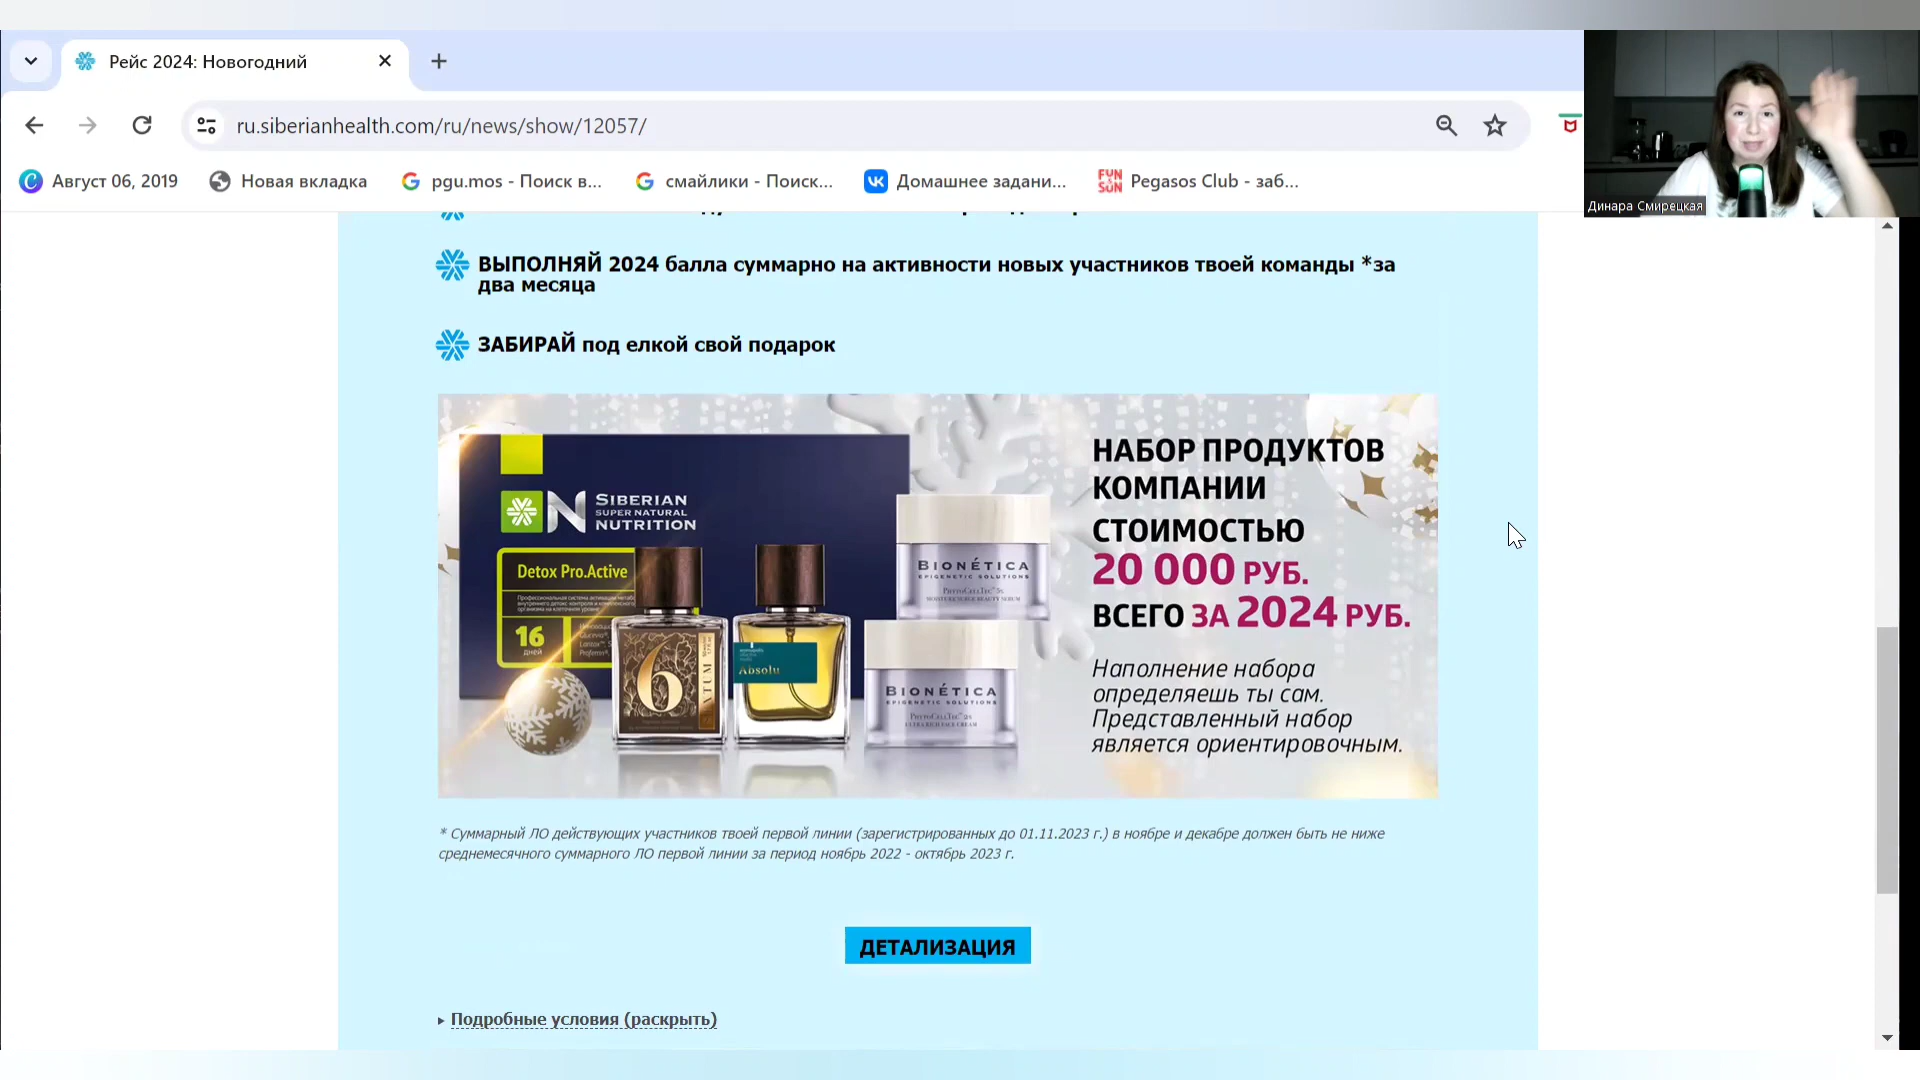 Рейс 2024: Новогодний
ru.siberianhealth.com/ru/news/show/12057/
Август 06, 2019
Новая вкладка
pgu.mos - Поиск в...
смайлики - Поиск...
Домашнее задани...
FUN&SUN
Pegasos Club - заб...
Динара Смирецкая
ВЫПОЛНЯЙ 2024 балла суммарно на активности новых участников твоей команды *за
два месяца
ЗАБИРАЙ под елкой свой подарок
N SIBERIAN
SUPER NATURAL
NUTRITION
Detox Pro.Active
16
дней
6
ATUM
Absolu
BIONÉTICA
EPIGENETIC SOLUTIONS
BIONÉTICA
EPIGENETIC SOLUTIONS
НАБОР ПРОДУКТОВ
КОМПАНИИ
СТОИМОСТЬЮ
20 000 РУБ.
ВСЕГО ЗА 2024 РУБ.
Наполнение набора
определяешь ты сам.
Представленный набор
является ориентировочным.
* Суммарный ЛО действующих участников твоей первой линии (зарегистрированных до 01.11.2023 г.) в ноябре и декабре должен быть не ниже
среднемесячного суммарного ЛО первой линии за период ноябрь 2022 - октябрь 2023 г.
ДЕТАЛИЗАЦИЯ
Подробные условия (раскрыть)